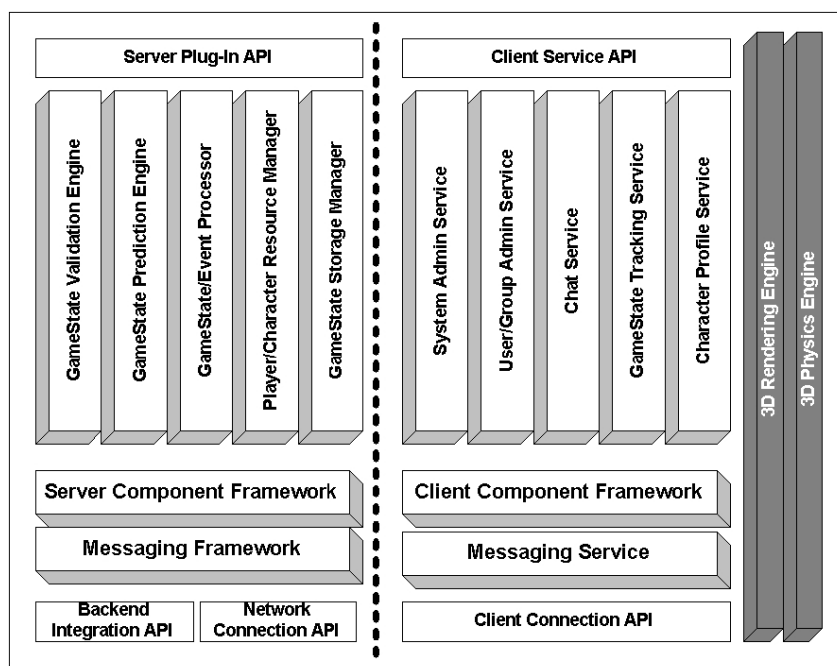 Server Plug-In API
GameState Validation Engine
GameState Prediction Engine
GameState/Event Processor
Player/Character Resource Manager
GameState Storage Manager
Server Component Framework
Messaging Framework
Backend
Integration API
Network
Connection API
Client Service API
System Admin Service
User/Group Admin Service
Chat Service
GameState Tracking Service
Character Profile Service
Client Component Framework
Messaging Service
Client Connection API
3D Rendering Engine
3D Physics Engine